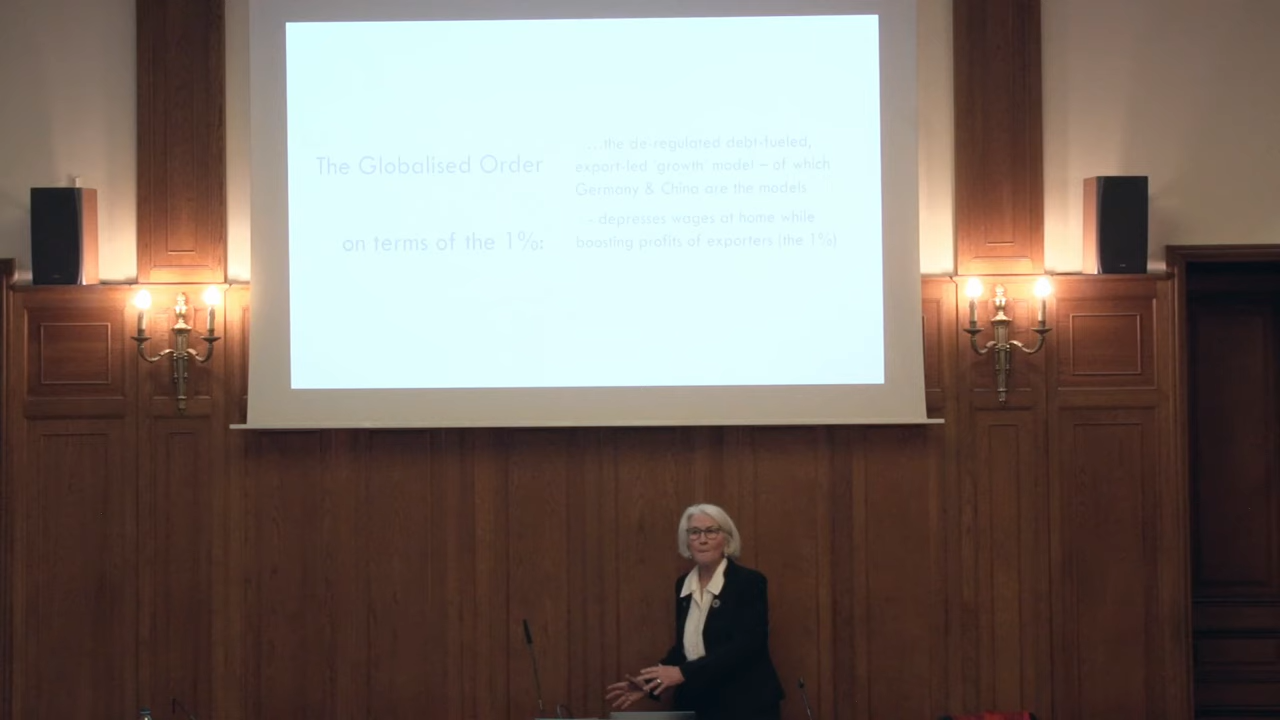 The Globalised Order
on terms of the 1%:
...the de-regulated debt-fueled,
export-led 'growth' model – of which
Germany & China are the models
- depresses wages at home while
boosting profits of exporters (the 1%)